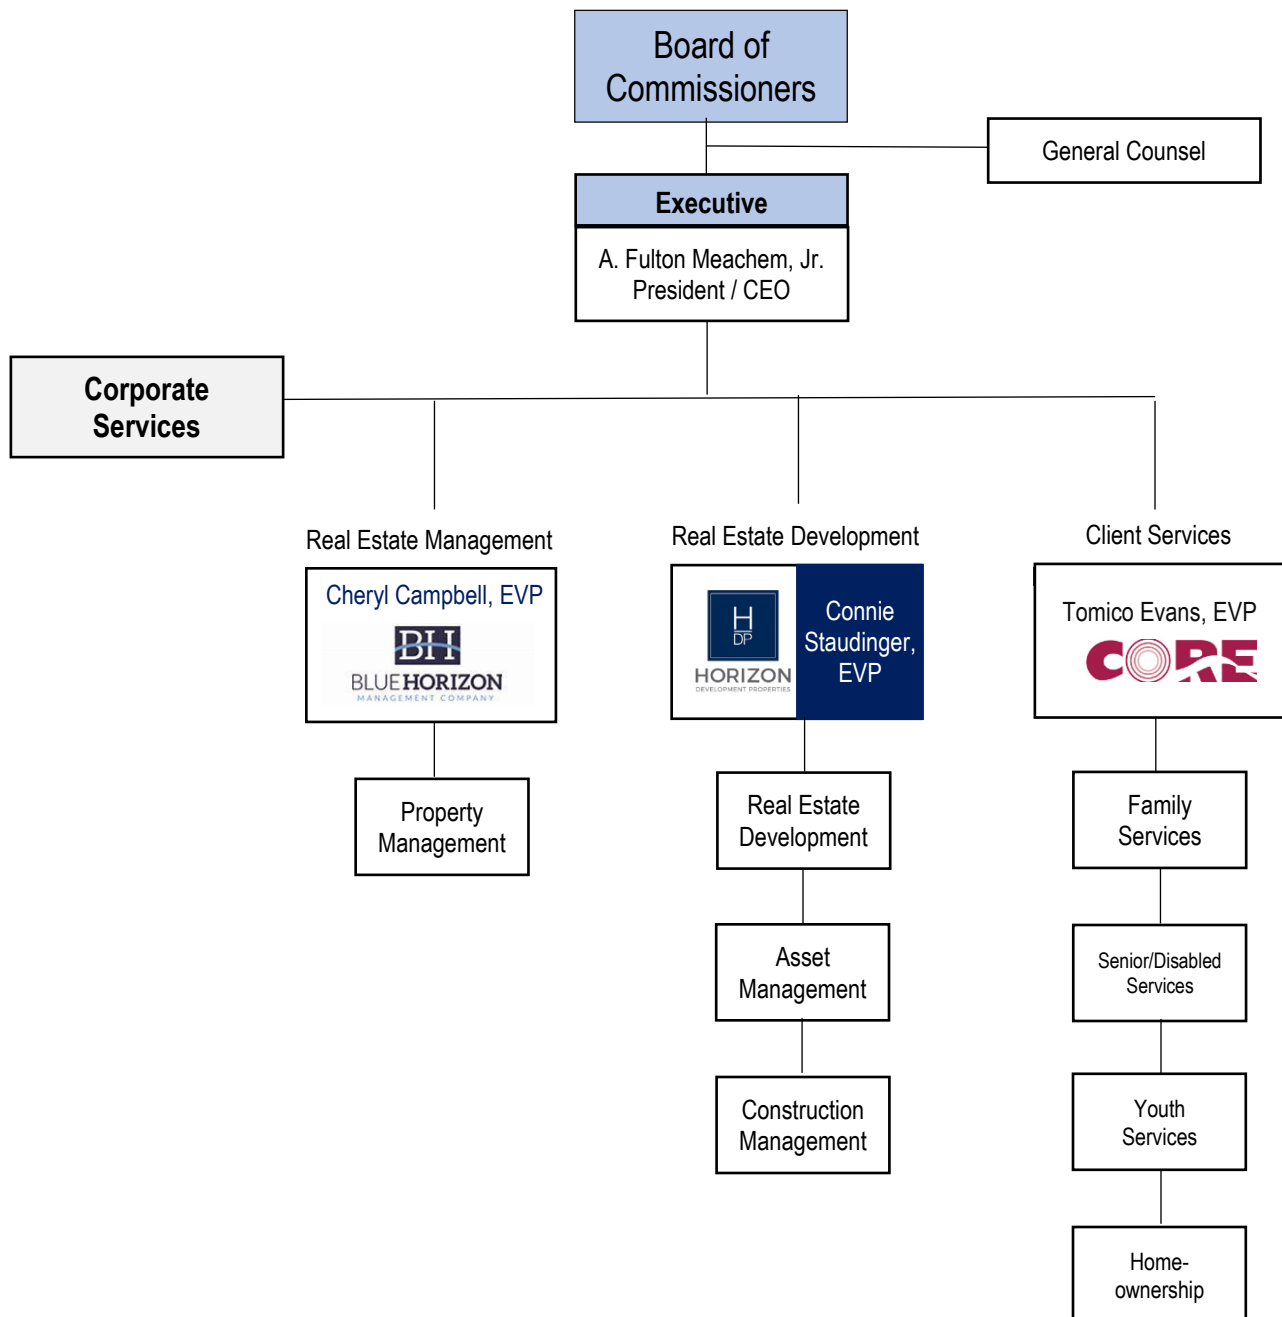 Board of
Commissioners
General Counsel
Executive
A. Fulton Meachem, Jr.
President / CEO
Corporate
Services
Real Estate Management
Real Estate Development
Client Services
Cheryl Campbell, EVP
BH
BLUEHORIZON
MANAGEMENT COMPANY
H
DP
HORIZON
DEVELOPMENT PROPERTIES
Connie
Staudinger,
EVP
Tomico Evans, EVP
CORE
Property
Management
Real Estate
Development
Family
Services
Asset
Management
Senior/Disabled
Services
Construction
Management
Youth
Services
Home-
ownership